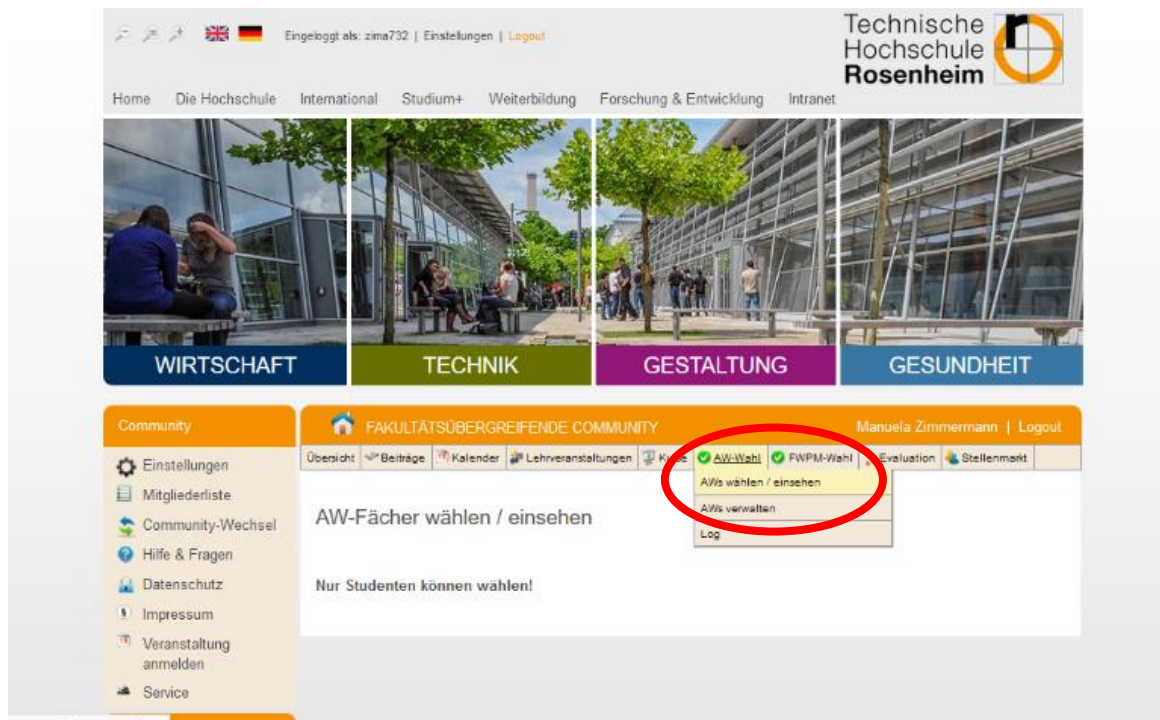 Eingeloggt als: zima732 | Einstellungen | Logout
Technische
Hochschule
Rosenheim
Home Die Hochschule International Studium+ Weiterbildung Forschung & Entwicklung Intranet
WIRTSCHAFT TECHNIK GESTALTUNG GESUNDHEIT
Community
FAKULTÄTSÜBERGREIFENDE COMMUNITY Manuela Zimmermann | Logout
Übersicht Beiträge Kalender Lehrveranstaltungen Kurse AW-Wahl FWPM-Wahl Evaluation Stellenmarkt
AWs wählen / einsehen
AWs verwalten
Log
Einstellungen
Mitgliederliste
Community-Wechsel
Hilfe & Fragen
Datenschutz
Impressum
Veranstaltung
anmelden
Service
AW-Fächer wählen / einsehen
Nur Studenten können wählen!